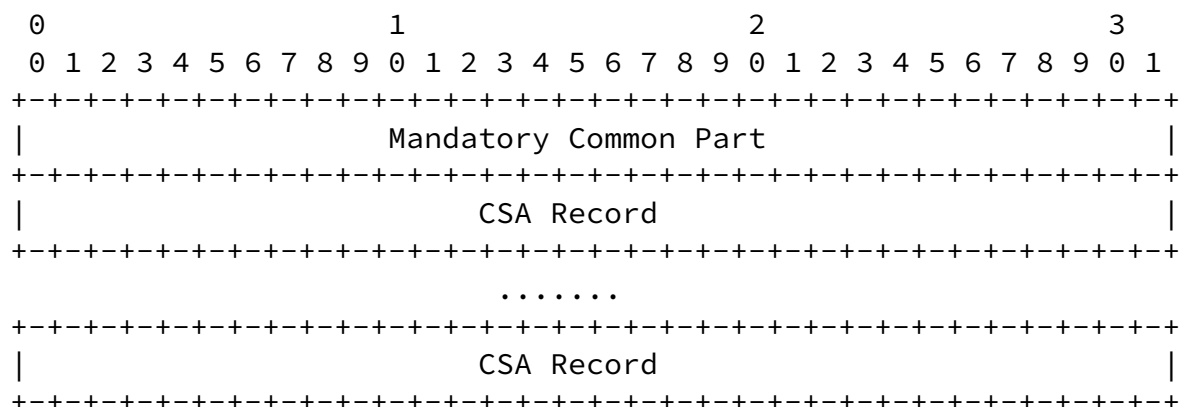 0                   1                   2                   3
 0 1 2 3 4 5 6 7 8 9 0 1 2 3 4 5 6 7 8 9 0 1 2 3 4 5 6 7 8 9 0 1
+-+-+-+-+-+-+-+-+-+-+-+-+-+-+-+-+-+-+-+-+-+-+-+-+-+-+-+-+-+-+-+-+
|                    Mandatory Common Part                      |
+-+-+-+-+-+-+-+-+-+-+-+-+-+-+-+-+-+-+-+-+-+-+-+-+-+-+-+-+-+-+-+-+
|                         CSA Record                            |
+-+-+-+-+-+-+-+-+-+-+-+-+-+-+-+-+-+-+-+-+-+-+-+-+-+-+-+-+-+-+-+-+
                           .......
+-+-+-+-+-+-+-+-+-+-+-+-+-+-+-+-+-+-+-+-+-+-+-+-+-+-+-+-+-+-+-+-+
|                         CSA Record                            |
+-+-+-+-+-+-+-+-+-+-+-+-+-+-+-+-+-+-+-+-+-+-+-+-+-+-+-+-+-+-+-+-+